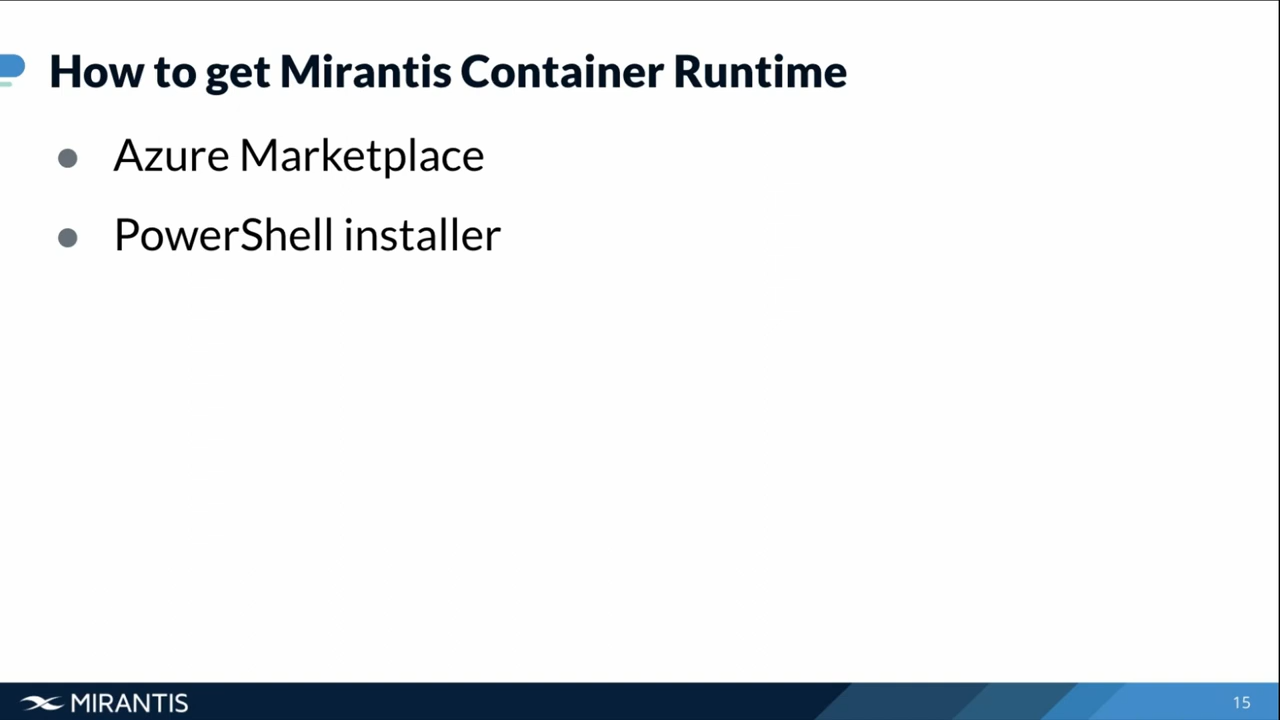 How to get Mirantis Container Runtime
● Azure Marketplace
● PowerShell installer
MIRANTIS
15